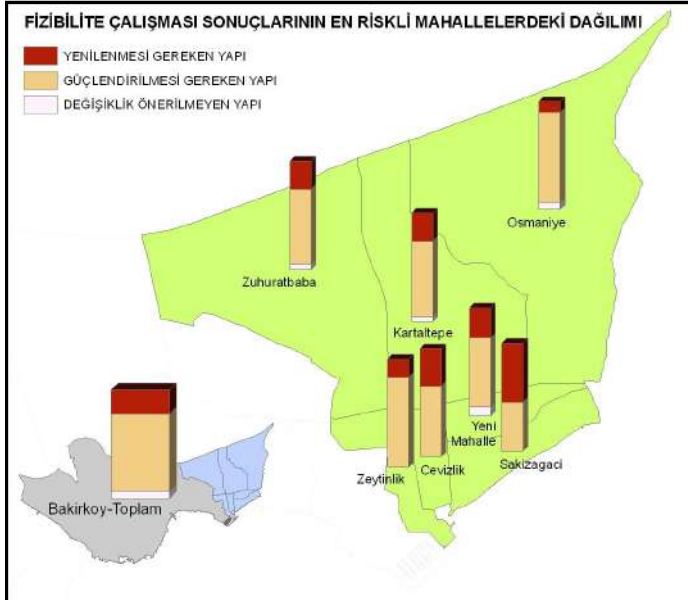 FİZİBİLİTE ÇALIŞMASI SONUÇLARININ EN RİSKLİ MAHALLELERDEKİ DAĞILIMI
YENİLENMESİ GEREKEN YAPI
GÜÇLENDİRİLMESİ GEREKEN YAPI
DEĞİŞİKLİK ÖNERİLMEYEN YAPI
Osmaniye
Zuhuratbaba
Kartaltepe
Yeni
Mahalle
Sakizagaci
Cevizlik
Zeytinlik
Bakirkoy-Toplam